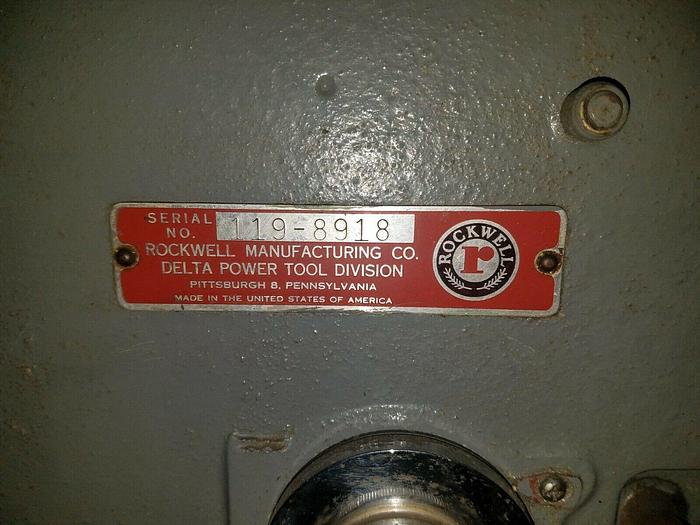 SERIAL
NO. 119-8918
ROCKWELL MANUFACTURING CO.
DELTA POWER TOOL DIVISION
PITTSBURGH 8, PENNSYLVANIA
MADE IN THE UNITED STATES OF AMERICA
ROCKWELL
r